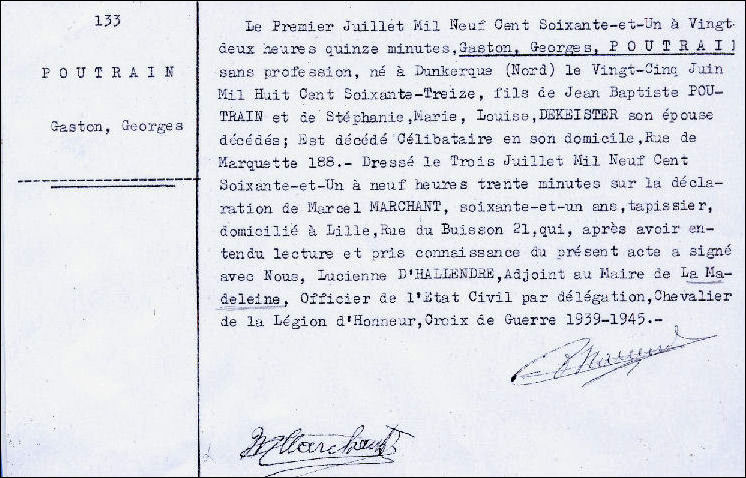 133
P O U T R A I N
Gaston, Georges
Le Premier Juillet Mil Neuf Cent Soixante-et-Un à Vingt-
deux heures quinze minutes,Gaston, Georges, P O U T R A I N
sans profession, né à Dunkerque (Nord) le Vingt-Cinq Juin
Mil Huit Cent Soixante-Treize, fils de Jean Baptiste POU-
TRAIN et de Stéphanie,Marie, Louise,DEKEISTER son épouse
décédés; Est décédé Célibataire en son domicile,Rue de
Marquette 188.- Dressé le Trois Juillet Mil Neuf Cent
Soixante-et-Un à neuf heures trente minutes sur la décla-
ration de Marcel MARCHANT, soixante-et-un ans,tapissier,
domicilié à Lille,Rue du Buisson 21,qui, après avoir en-
tendu lecture et pris connaissance du présent acte a signé
avec Nous, Lucienne D'HALLENDRE,Adjoint au Maire de La Ma-
deleine, Officier de l'Etat Civil par délégation,Chevalier
de la Légion d'Honneur,Croix de Guerre 1939-1945.-
Marchant